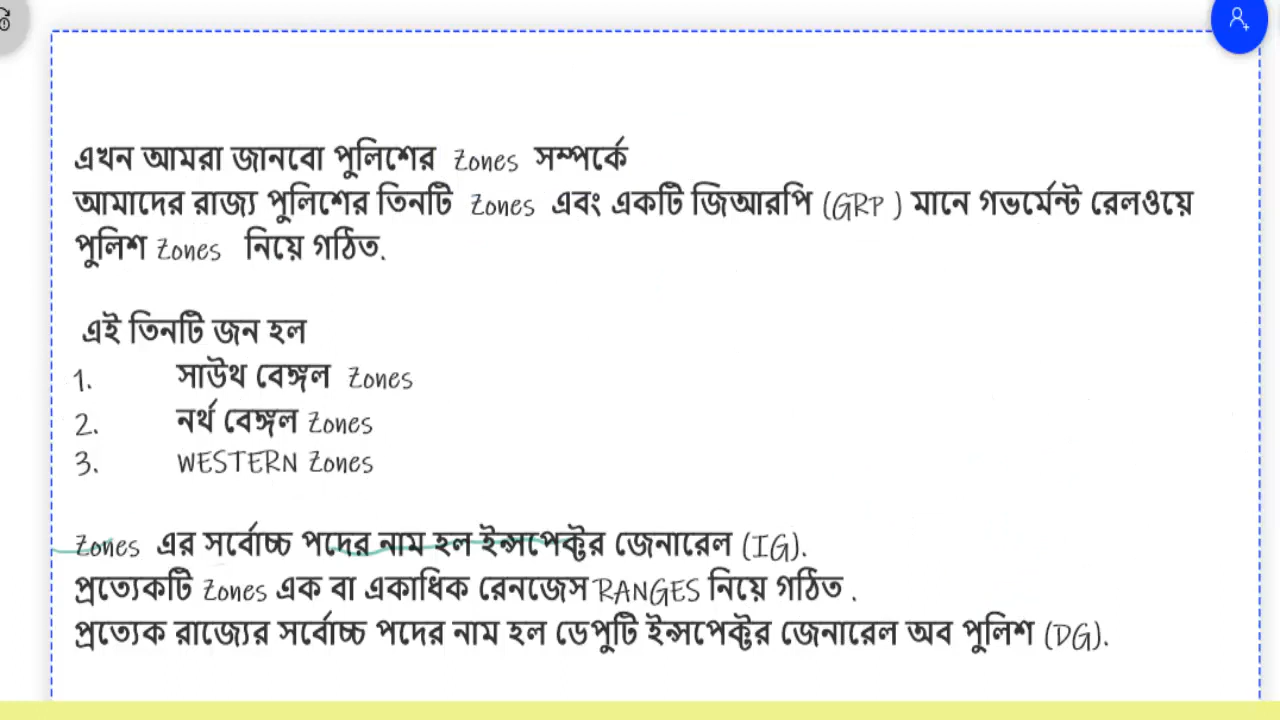 এখন আমরা জানবো পুলিশের Zones সম্পর্কে
আমাদের রাজ্য পুলিশের তিনটি Zones এবং একটি জিআরপি (GRP ) মানে গভর্মেন্ট রেলওয়ে
পুলিশ Zones নিয়ে গঠিত.
এই তিনটি জন হল
1. সাউথ বেঙ্গল Zones
2. নর্থ বেঙ্গল Zones
3. WESTERN Zones
Zones এর সর্বোচ্চ পদের নাম হল ইন্সপেক্টর জেনারেল (IG).
প্রত্যেকটি Zones এক বা একাধিক রেনজেস RANGES নিয়ে গঠিত .
প্রত্যেক রাজ্যের সর্বোচ্চ পদের নাম হল ডেপুটি ইন্সপেক্টর জেনারেল অব পুলিশ (DG).